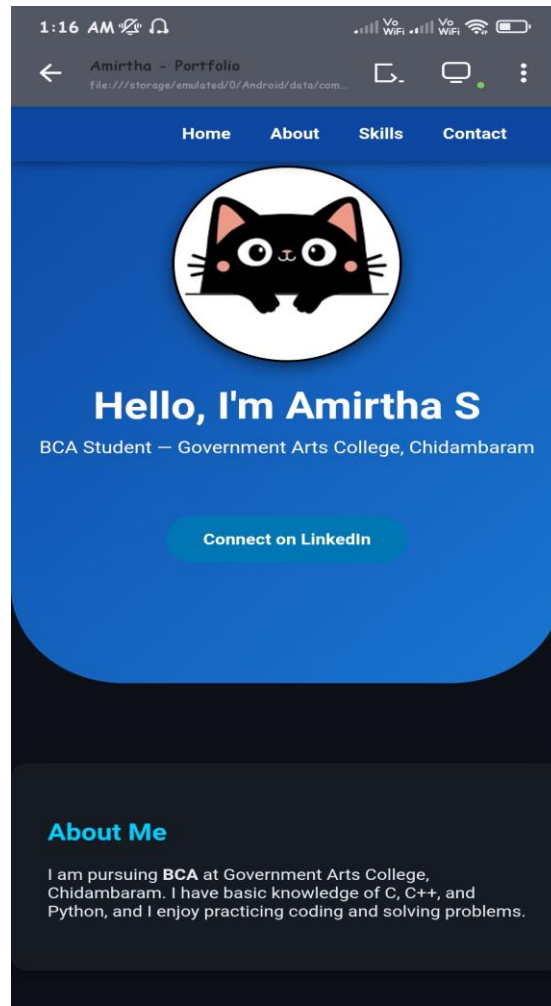 1:16 AM
Vo WiFi Vo WiFi
Amirtha - Portfolio
file:///storage/emulated/0/Android/data/com...
Home About Skills Contact
Hello, I'm Amirtha S
BCA Student — Government Arts College, Chidambaram
Connect on LinkedIn
About Me
I am pursuing BCA at Government Arts College,
Chidambaram. I have basic knowledge of C, C++, and
Python, and I enjoy practicing coding and solving problems.